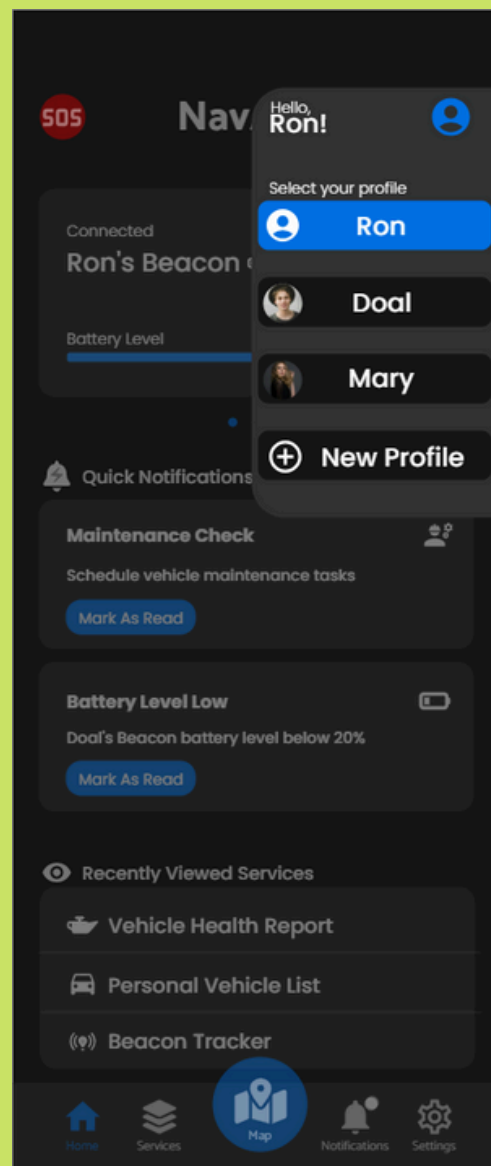 SOS
Nav
Hello,
Ron!
Select your profile
Ron
Doal
Mary
New Profile
Connected
Ron's Beacon
Battery Level
Quick Notifications
Maintenance Check
Schedule vehicle maintenance tasks
Mark As Read
Battery Level Low
Doal's Beacon battery level below 20%
Mark As Read
Recently Viewed Services
Vehicle Health Report
Personal Vehicle List
Beacon Tracker
Home
Services
Map
Notifications
Settings